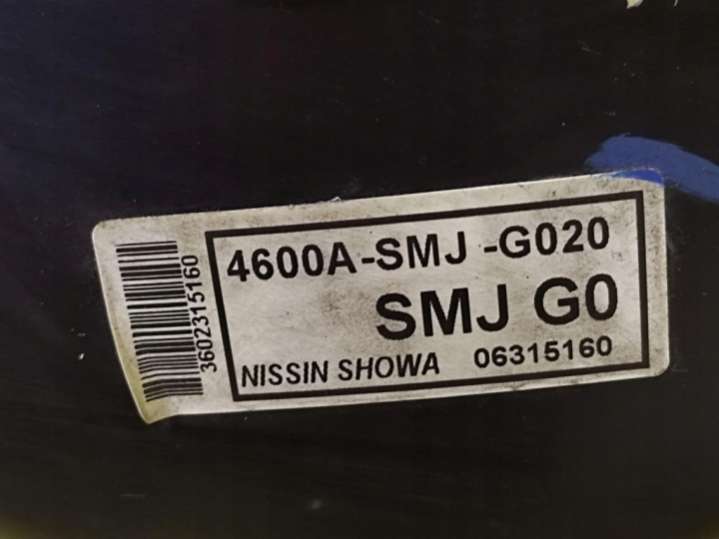 3602315160
4600A-SMJ -G020
SMJ G0
NISSIN SHOWA 06315160